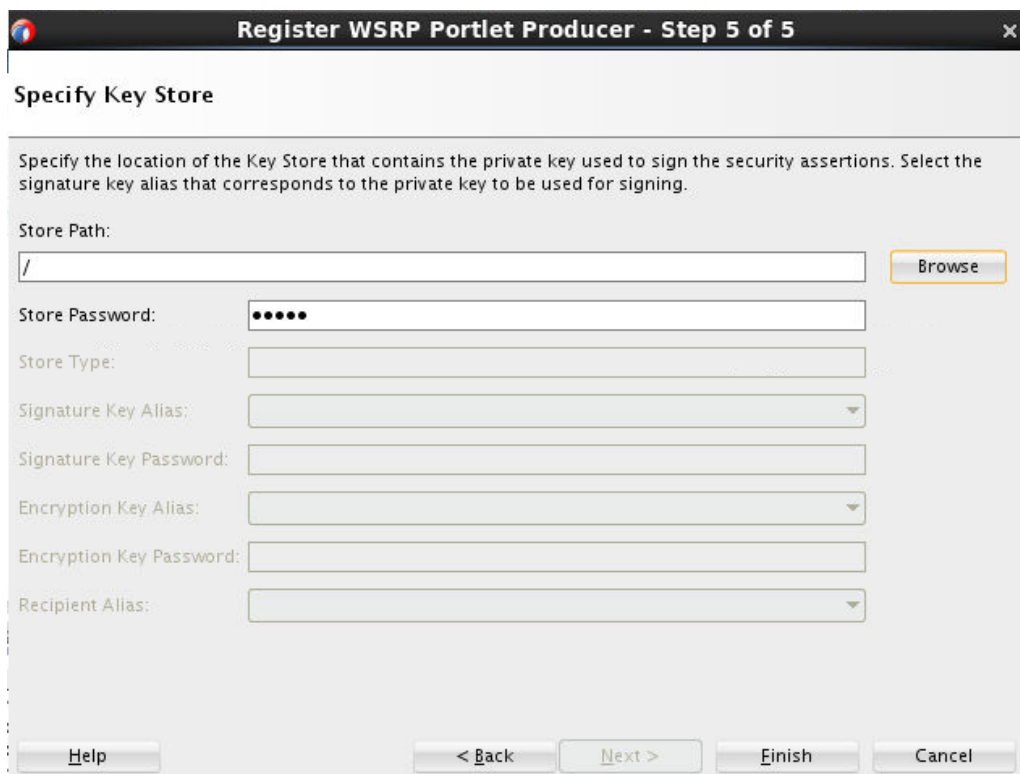 Register WSRP Portlet Producer - Step 5 of 5
Specify Key Store
Specify the location of the Key Store that contains the private key used to sign the security assertions. Select the
signature key alias that corresponds to the private key to be used for signing.
Store Path:
/
Browse
Store Password: •••••
Store Type:
Signature Key Alias:
Signature Key Password:
Encryption Key Alias:
Encryption Key Password:
Recipient Alias:
Help < Back Next > Finish Cancel